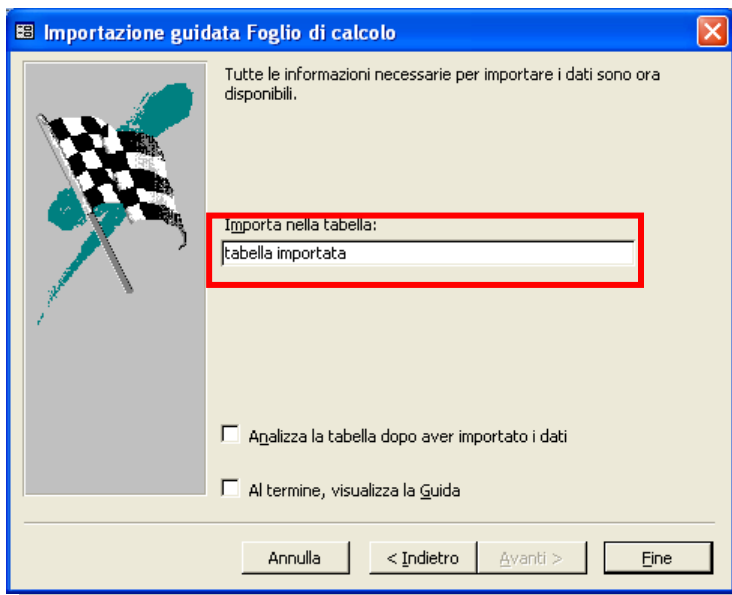 Importazione guidata Foglio di calcolo
Tutte le informazioni necessarie per importare i dati sono ora
disponibili.
Importa nella tabella:
tabella importata
Analizza la tabella dopo aver importato i dati
Al termine, visualizza la Guida
Annulla
< Indietro
Avanti >
Fine